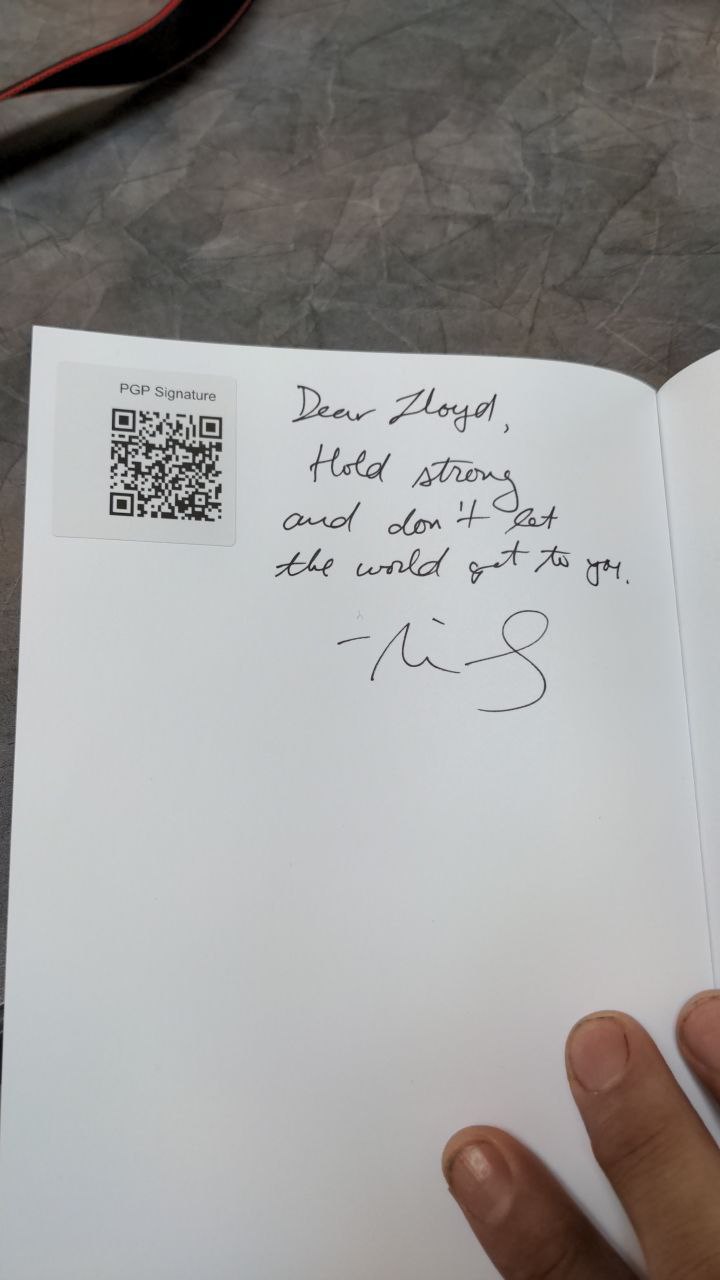 PGP Signature
Dear Lloyd,
Hold strong
and don't let
the world get to you.